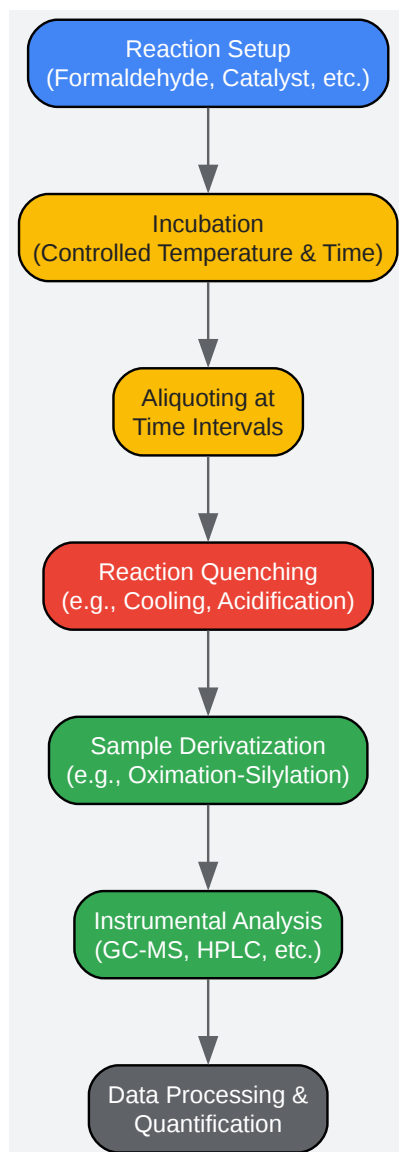 Reaction Setup
(Formaldehyde, Catalyst, etc.)
Incubation
(Controlled Temperature & Time)
Aliquoting at
Time Intervals
Reaction Quenching
(e.g., Cooling, Acidification)
Sample Derivatization
(e.g., Oximation-Silylation)
Instrumental Analysis
(GC-MS, HPLC, etc.)
Data Processing &
Quantification